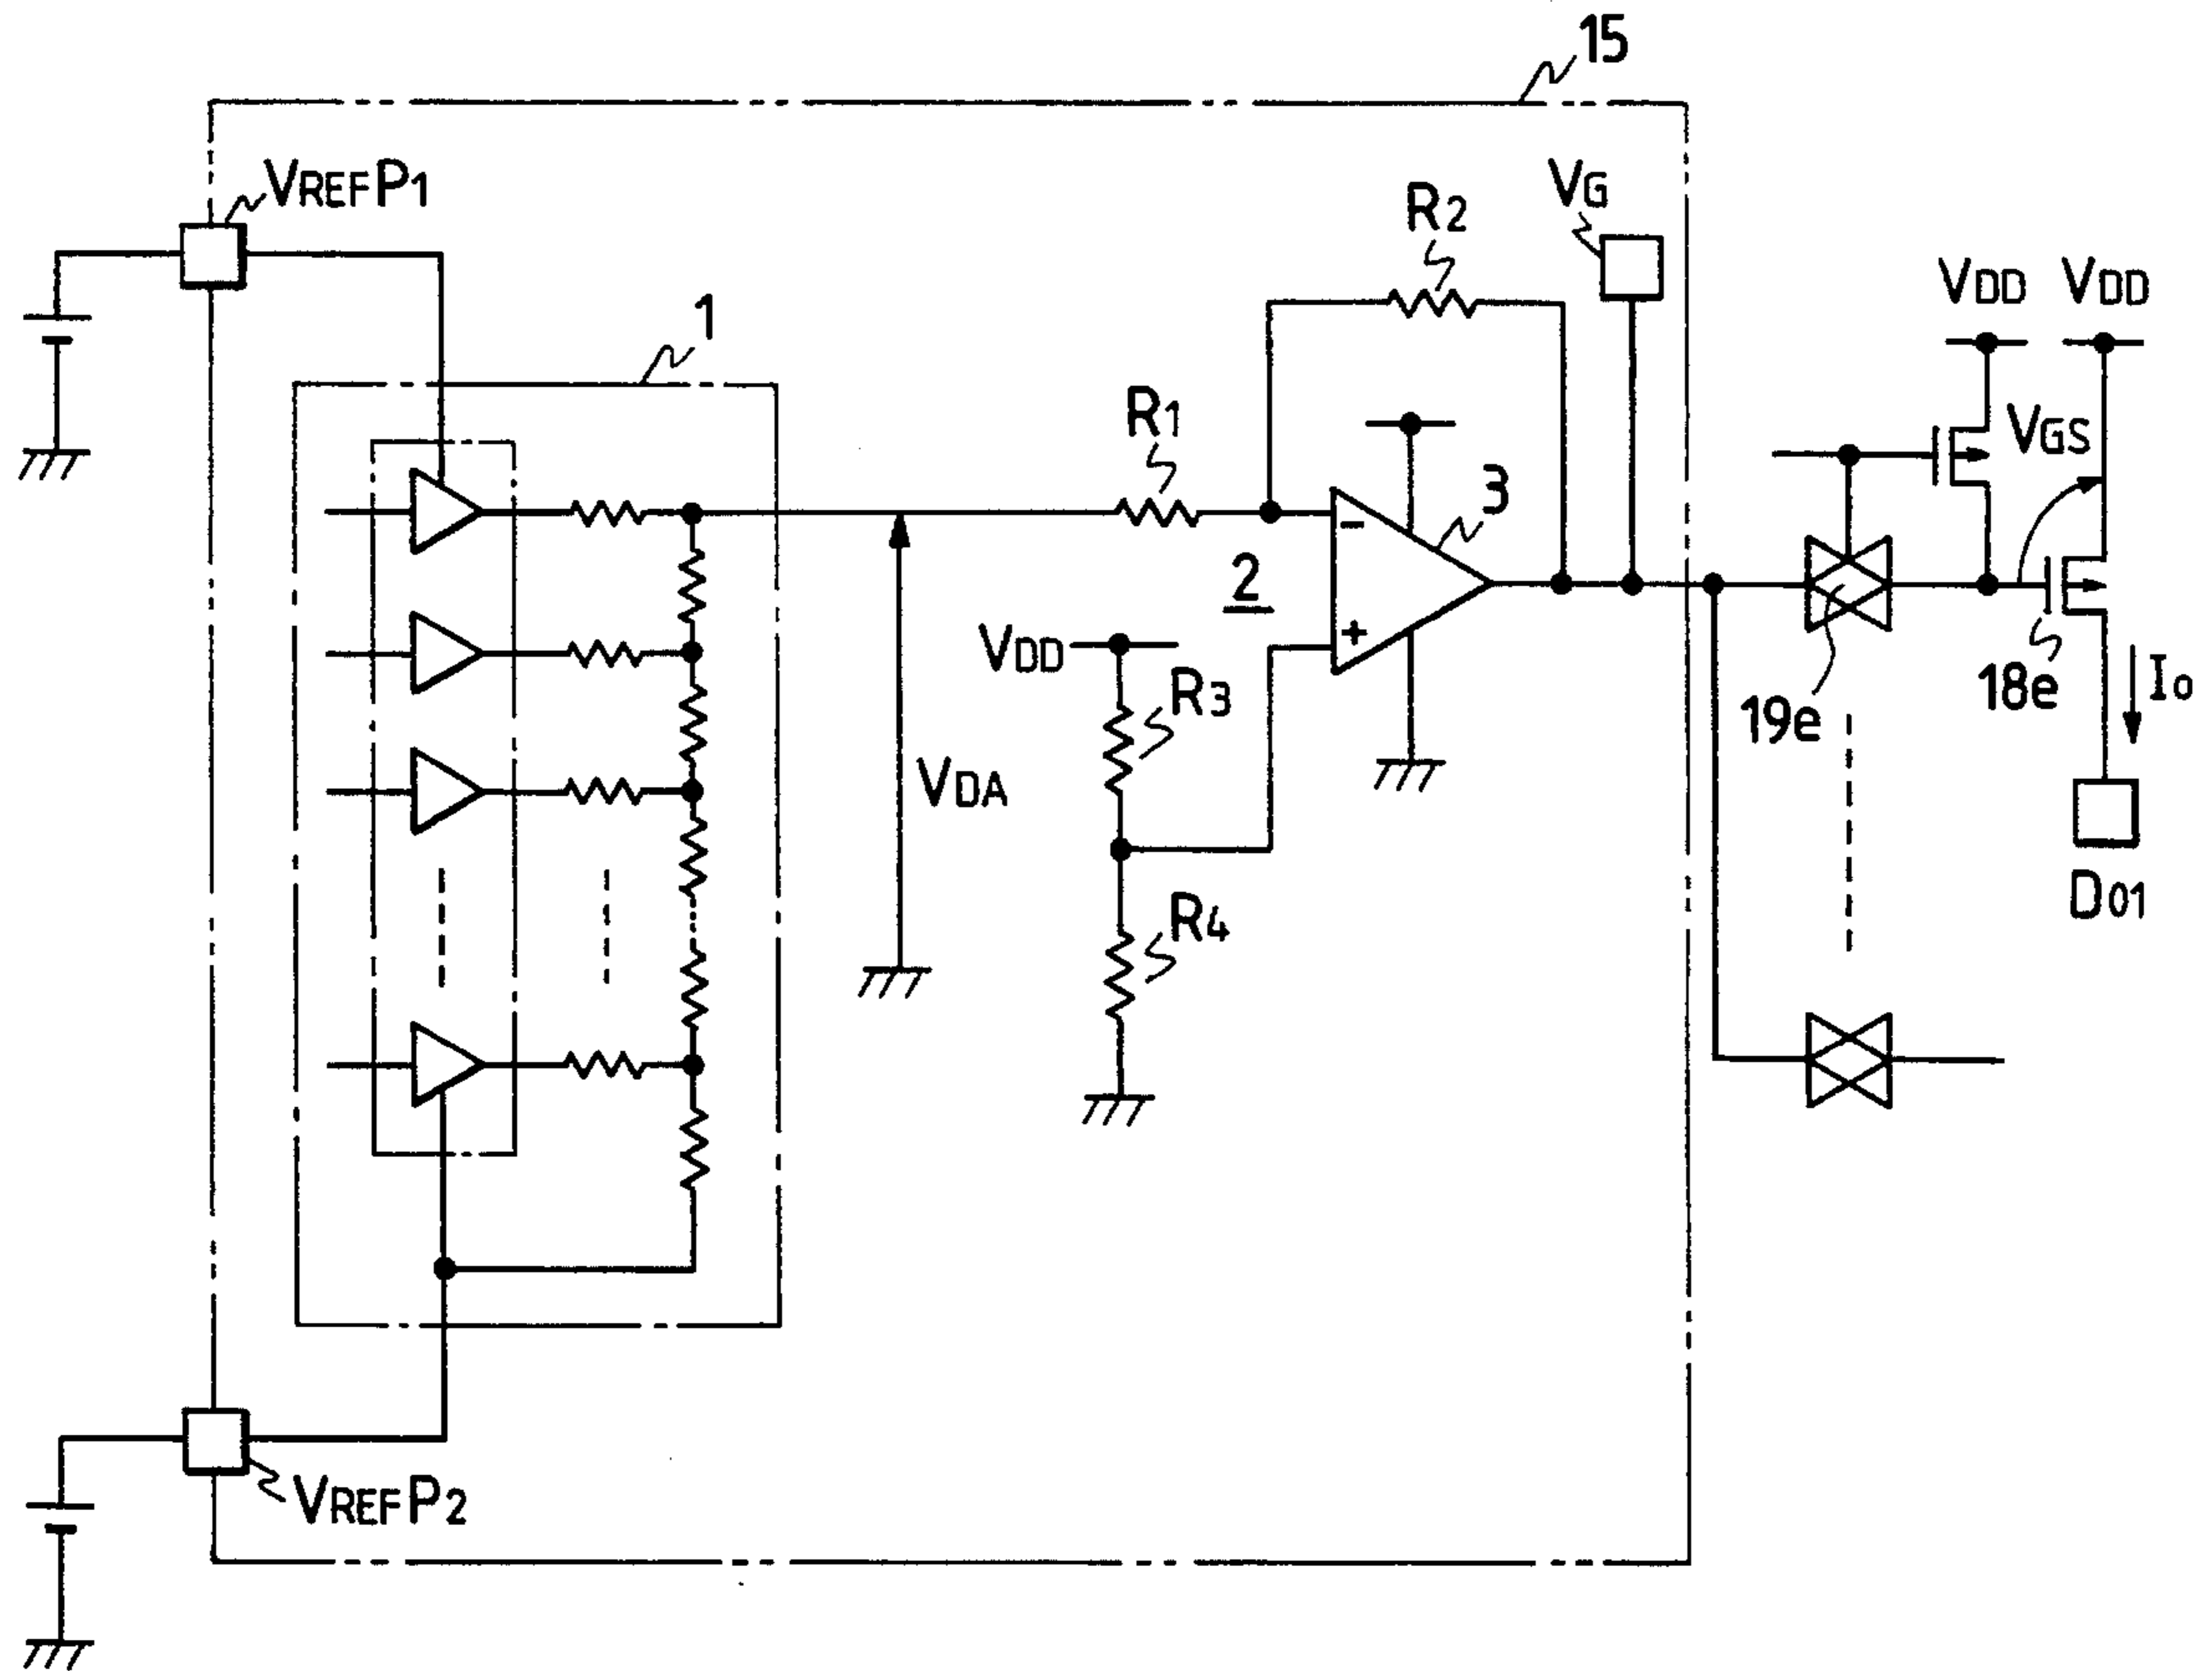 15
VREFP1
VG
R2
VDD VDD
1
R1
VGS
3
2
VDD
R3
18e
I0
19e
VDA
R4
D01
-
+
VREFP2